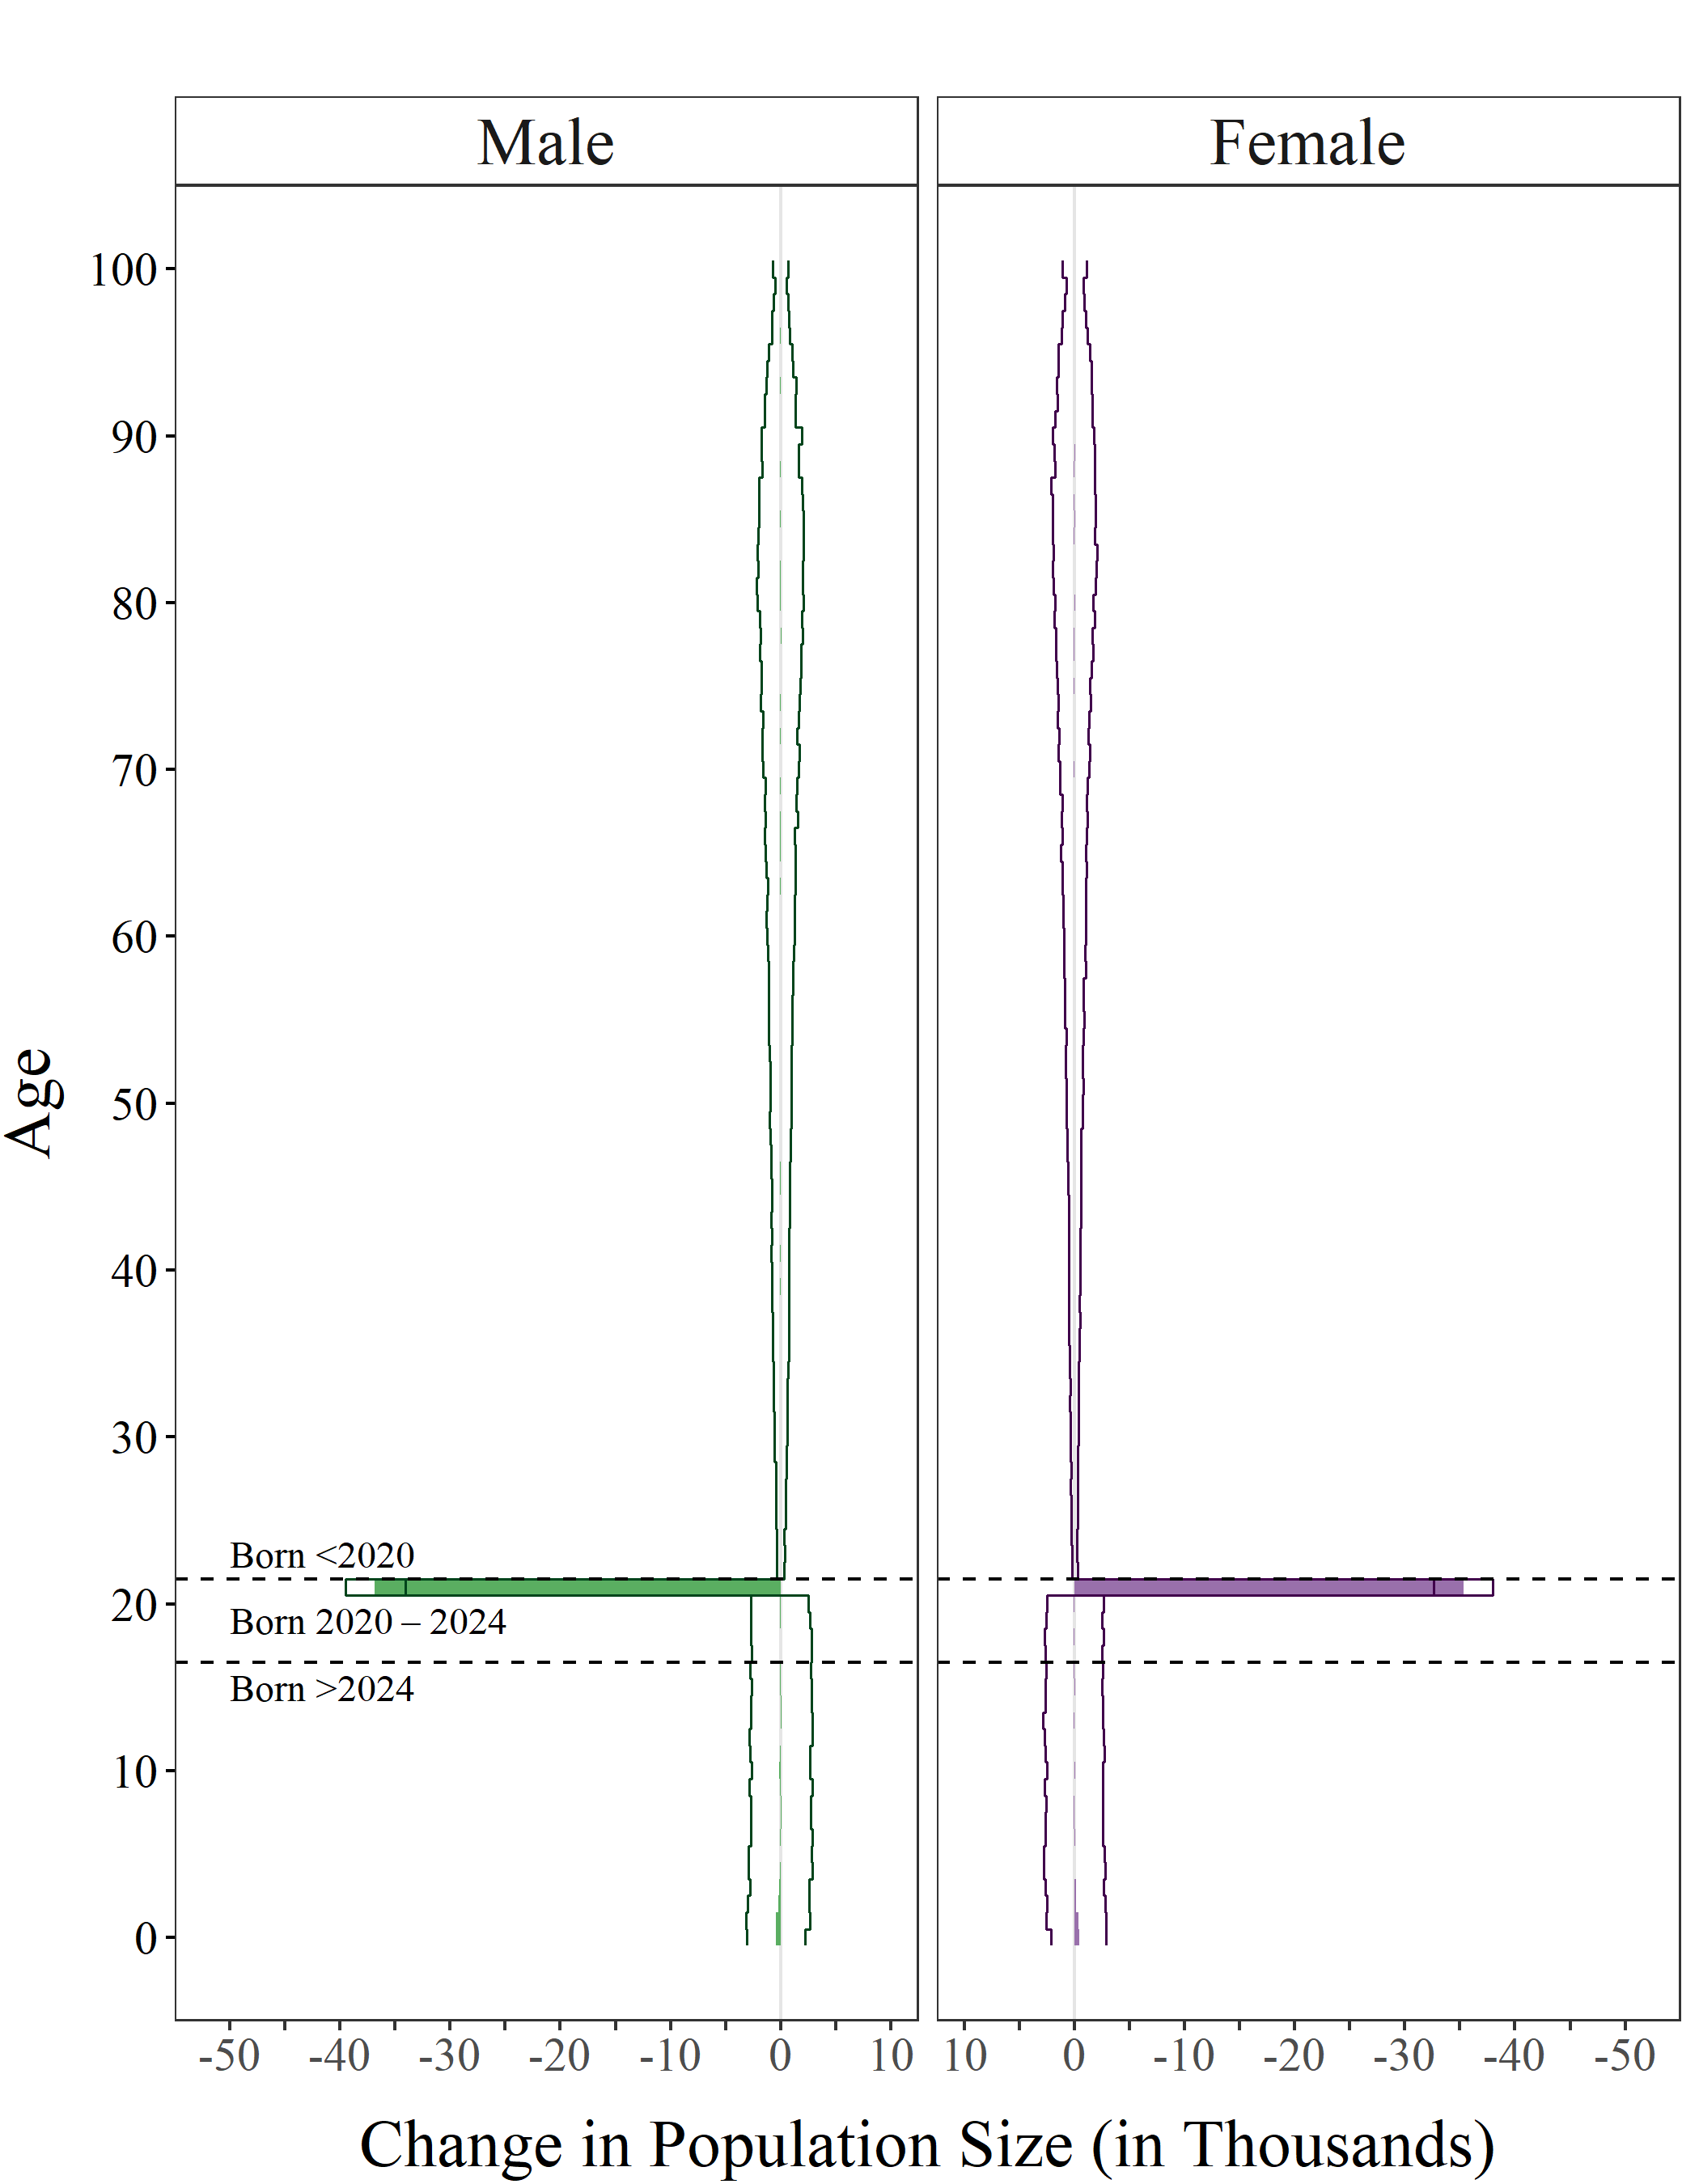 Male Female
100
90
80
70
60
50
40
30
Born <2020
20
Born 2020 – 2024
Born >2024
10
0
Age
-50 -40 -30 -20 -10 0 10 10 0 -10 -20 -30 -40 -50
Change in Population Size (in Thousands)